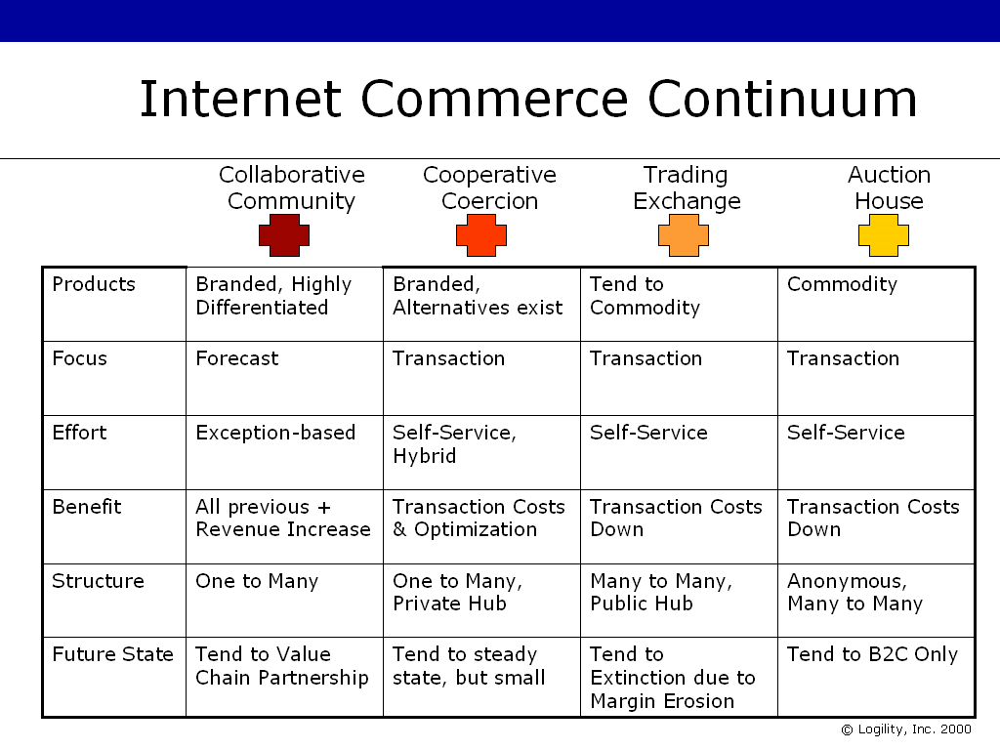 Internet Commerce Continuum
Collaborative
Community
Cooperative
Coercion
Trading
Exchange
Auction
House
Products
Branded, Highly
Differentiated
Branded,
Alternatives exist
Tend to
Commodity
Commodity
Focus
Forecast
Transaction
Transaction
Transaction
Effort
Exception-based
Self-Service,
Hybrid
Self-Service
Self-Service
Benefit
All previous +
Revenue Increase
Transaction Costs
& Optimization
Transaction Costs
Down
Transaction Costs
Down
Structure
One to Many
One to Many,
Private Hub
Many to Many,
Public Hub
Anonymous,
Many to Many
Future State
Tend to Value
Chain Partnership
Tend to steady
state, but small
Tend to
Extinction due to
Margin Erosion
Tend to B2C Only
© Logility, Inc. 2000